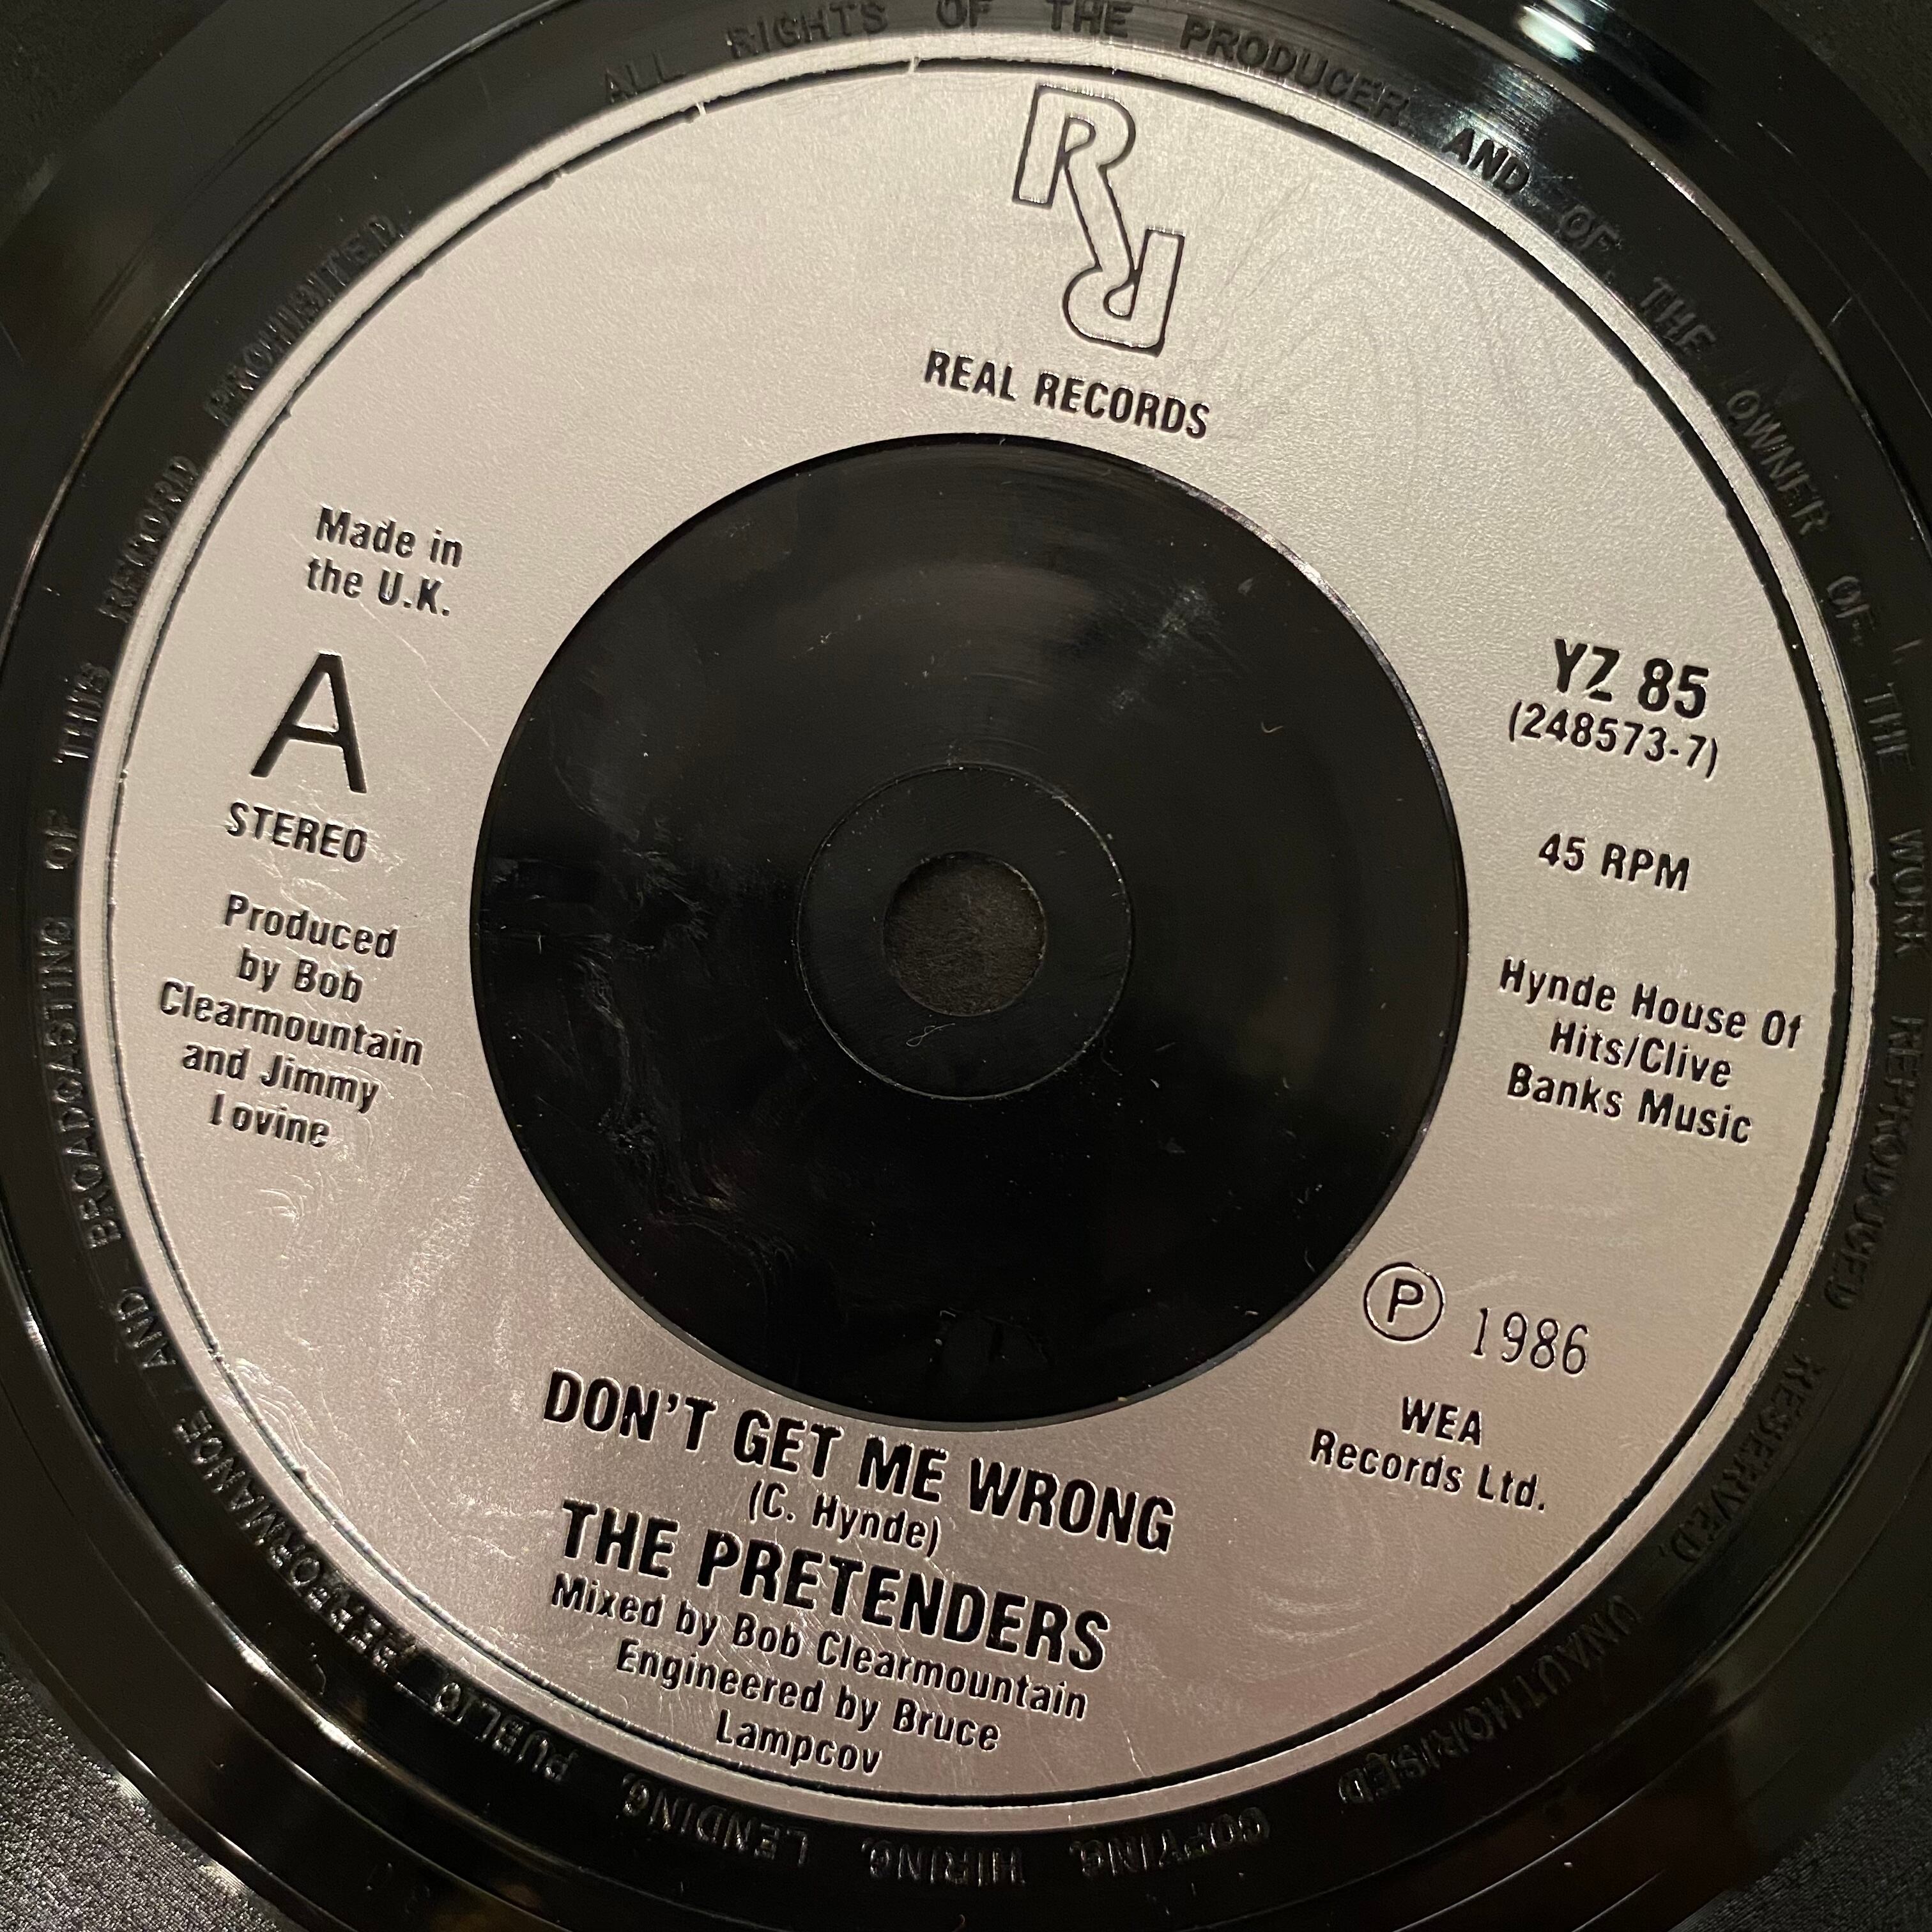 ALL RIGHTS OF THE PRODUCER AND OF THE OWNER OF THE WORK REPRODUCED RESERVED. UNAUTHORISED COPYING, HIRING, LENDING, PUBLIC PERFORMANCE AND BROADCASTING OF THIS RECORD PROHIBITED
RR
REAL RECORDS
Made in
the U.K.
A
STEREO
Produced
by Bob
Clearmountain
and Jimmy
Iovine
YZ 85
(248573-7)
45 RPM
Hynde House Of
Hits/Clive
Banks Music
Ⓟ 1986
WEA
Records Ltd.
DON'T GET ME WRONG
(C. Hynde)
THE PRETENDERS
Mixed by Bob Clearmountain
Engineered by Bruce
Lampcov